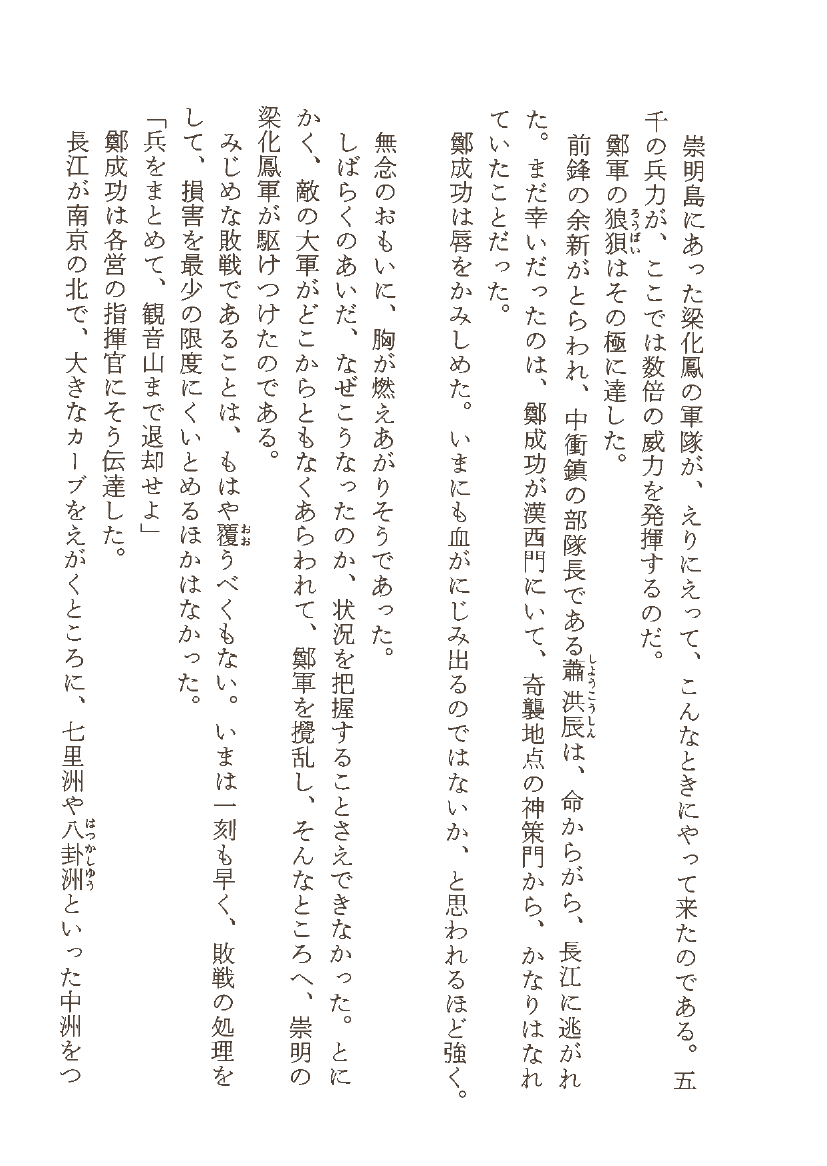 崇明島にあった梁化鳳の軍隊が、えりにえって、こんなときにやって来たのである。五
千の兵力が、ここでは数倍の威力を発揮するのだ。
鄭軍の狼狽はその極に達した。
前鋒の余新がとらわれ、中衝鎮の部隊長である蕭洪辰は、命からがら、長江に逃がれ
た。まだ幸いだったのは、鄭成功が漢西門にいて、奇襲地点の神策門から、かなりはなれ
ていたことだった。
鄭成功は唇をかみしめた。いまにも血がにじみ出るのではないか、と思われるほど強く。
無念のおもいに、胸が燃えあがりそうであった。
しばらくのあいだ、なぜこうなったのか、状況を把握することさえできなかった。とに
かく、敵の大軍がどこからともなくあらわれて、鄭軍を攪乱し、そんなところへ、崇明の
梁化鳳軍が駆けつけたのである。
みじめな敗戦であることは、もはや覆うべくもない。いまは一刻も早く、敗戦の処理を
して、損害を最少の限度にくいとめるほかはなかった。
「兵をまとめて、観音山まで退却せよ」
鄭成功は各営の指揮官にそう伝達した。
長江が南京の北で、大きなカーブをえがくところに、七里洲や八卦洲といった中洲をつ